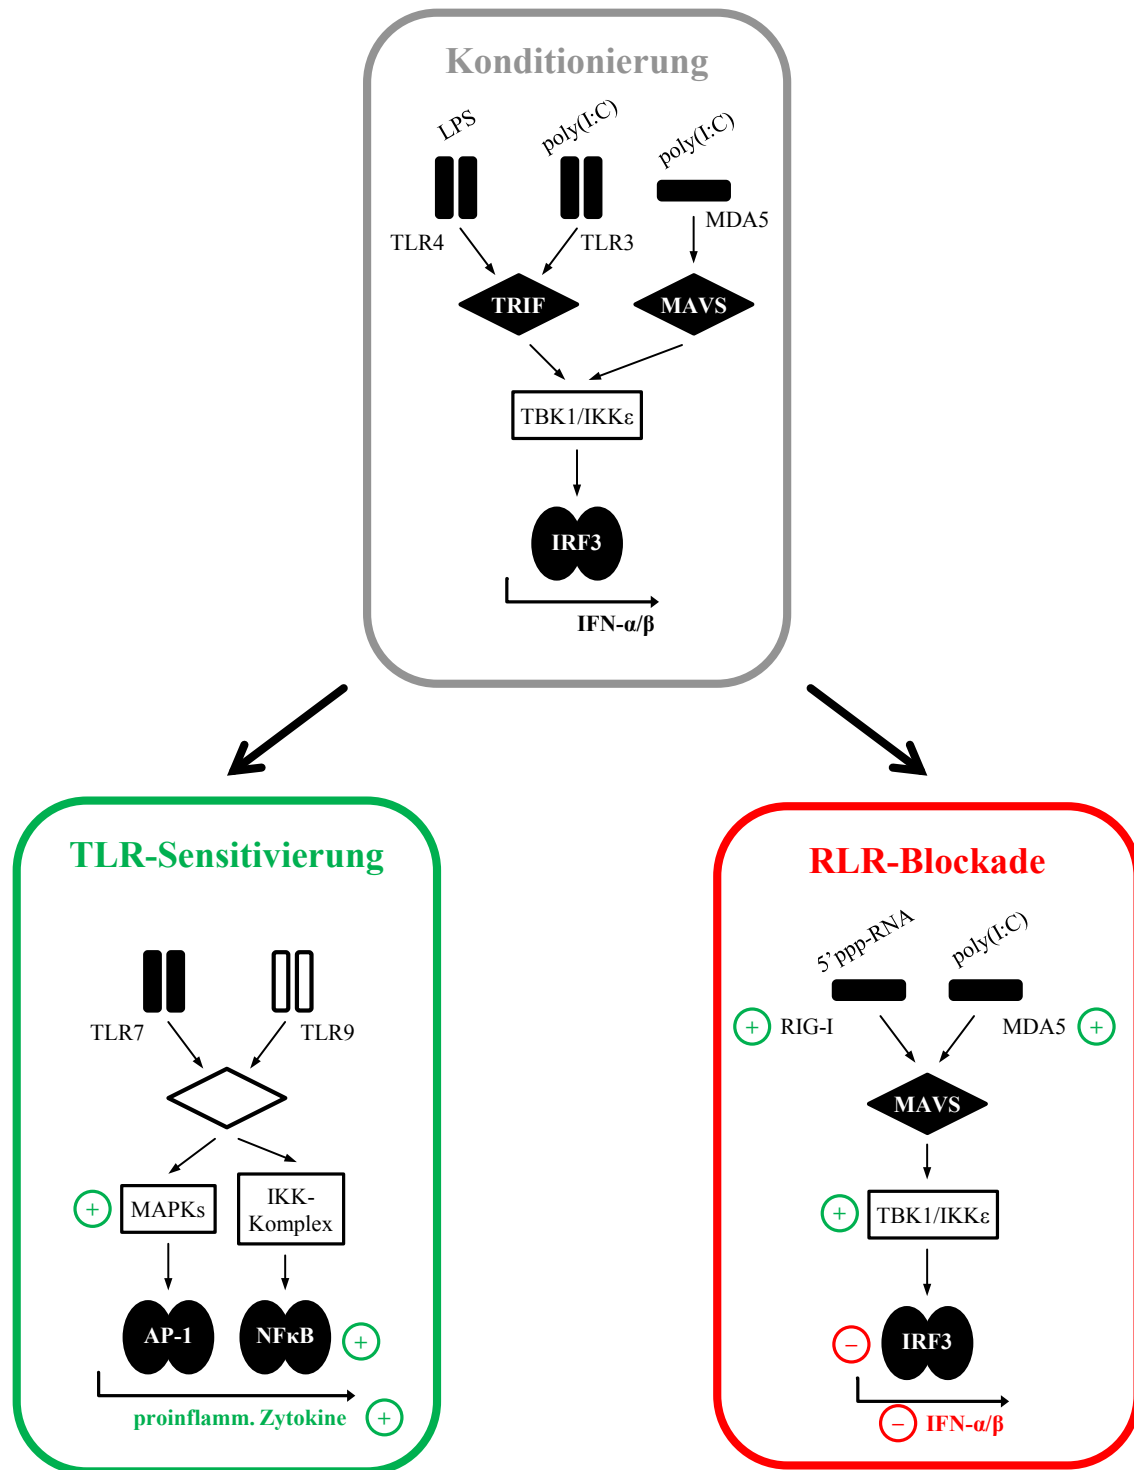 Konditionierung
LPS
poly(I:C)
poly(I:C)
TLR4
TLR3
MDA5
TRIF
MAVS
TBK1/IKKε
IRF3
IFN-α/β
TLR-Sensitivierung
TLR7
TLR9
+
MAPKs
IKK-
Komplex
AP-1
NFκB
+
proinflamm. Zytokine
+
RLR-Blockade
5’ppp-RNA
poly(I:C)
+
RIG-I
MDA5
+
MAVS
+
TBK1/IKKε
−
IRF3
−
IFN-α/β